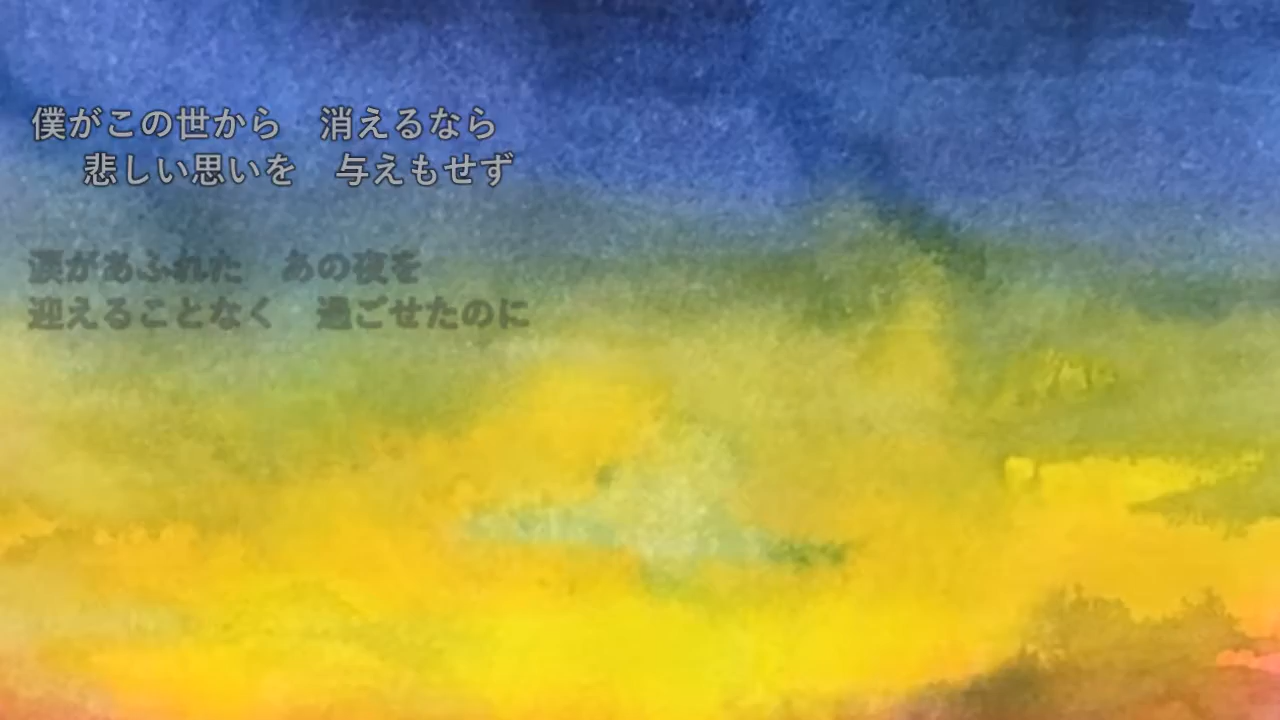 僕がこの世から　消えるなら
悲しい思いを　与えもせず
涙があふれた　あの夜を
迎えることなく　過ごせたのに